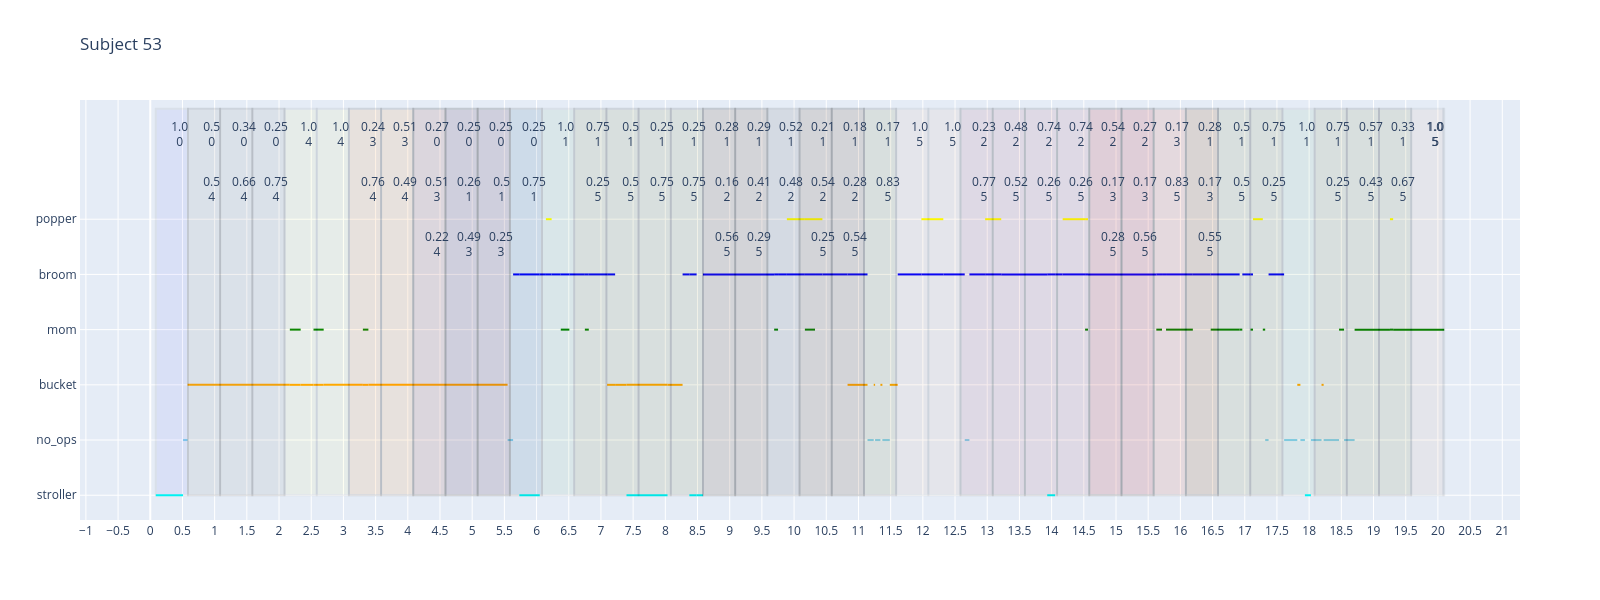 Subject 53
1.0 0.5 0.34 0.25 1.0 1.0 0.24 0.51 0.27 0.25 0.25 0.25 1.0 0.75 0.5 0.25 0.25 0.28 0.29 0.52 0.21 0.18 0.17 1.0 1.0 0.23 0.48 0.74 0.74 0.54 0.27 0.17 0.28 0.5 0.75 1.0 0.75 0.57 0.33 1.0
0 0 0 0 4 4 3 3 0 0 0 0 1 1 1 1 1 1 1 1 1 1 1 5 5 2 2 2 2 2 2 3 1 1 1 1 1 1 1 5
0.5 0.66 0.75 0.76 0.49 0.51 0.26 0.5 0.75 0.25 0.5 0.75 0.75 0.16 0.41 0.48 0.54 0.28 0.83 0.77 0.52 0.26 0.26 0.17 0.17 0.83 0.17 0.5 0.25 0.25 0.43 0.67
4 4 4 4 4 3 1 1 1 5 5 5 5 2 2 2 2 2 5 5 5 5 5 3 3 5 3 5 5 5 5 5
popper
0.22 0.49 0.25 0.56 0.29 0.25 0.54 0.28 0.56 0.55
4 3 3 5 5 5 5 5 5 5
broom
mom
bucket
no_ops
stroller
−1 −0.5 0 0.5 1 1.5 2 2.5 3 3.5 4 4.5 5 5.5 6 6.5 7 7.5 8 8.5 9 9.5 10 10.5 11 11.5 12 12.5 13 13.5 14 14.5 15 15.5 16 16.5 17 17.5 18 18.5 19 19.5 20 20.5 21